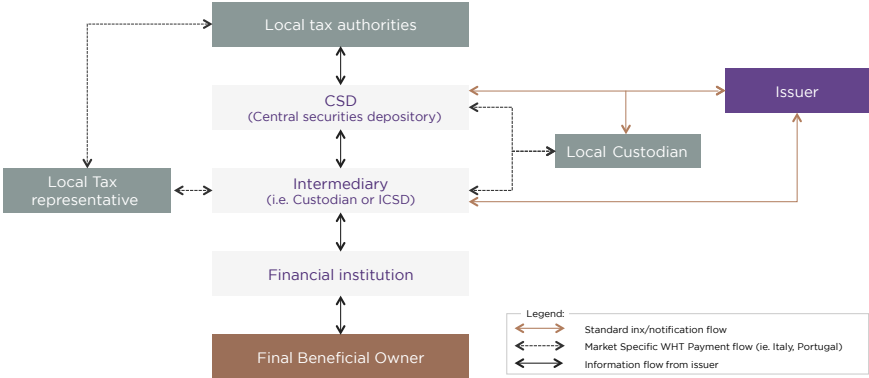 Local tax authorities
CSD
(Central securities depository)
Issuer
Local Custodian
Local Tax
representative
Intermediary
(i.e. Custodian or ICSD)
Financial institution
Final Beneficial Owner
Legend:
Standard inx/notification flow
Market Specific WHT Payment flow (ie. Italy, Portugal)
Information flow from issuer